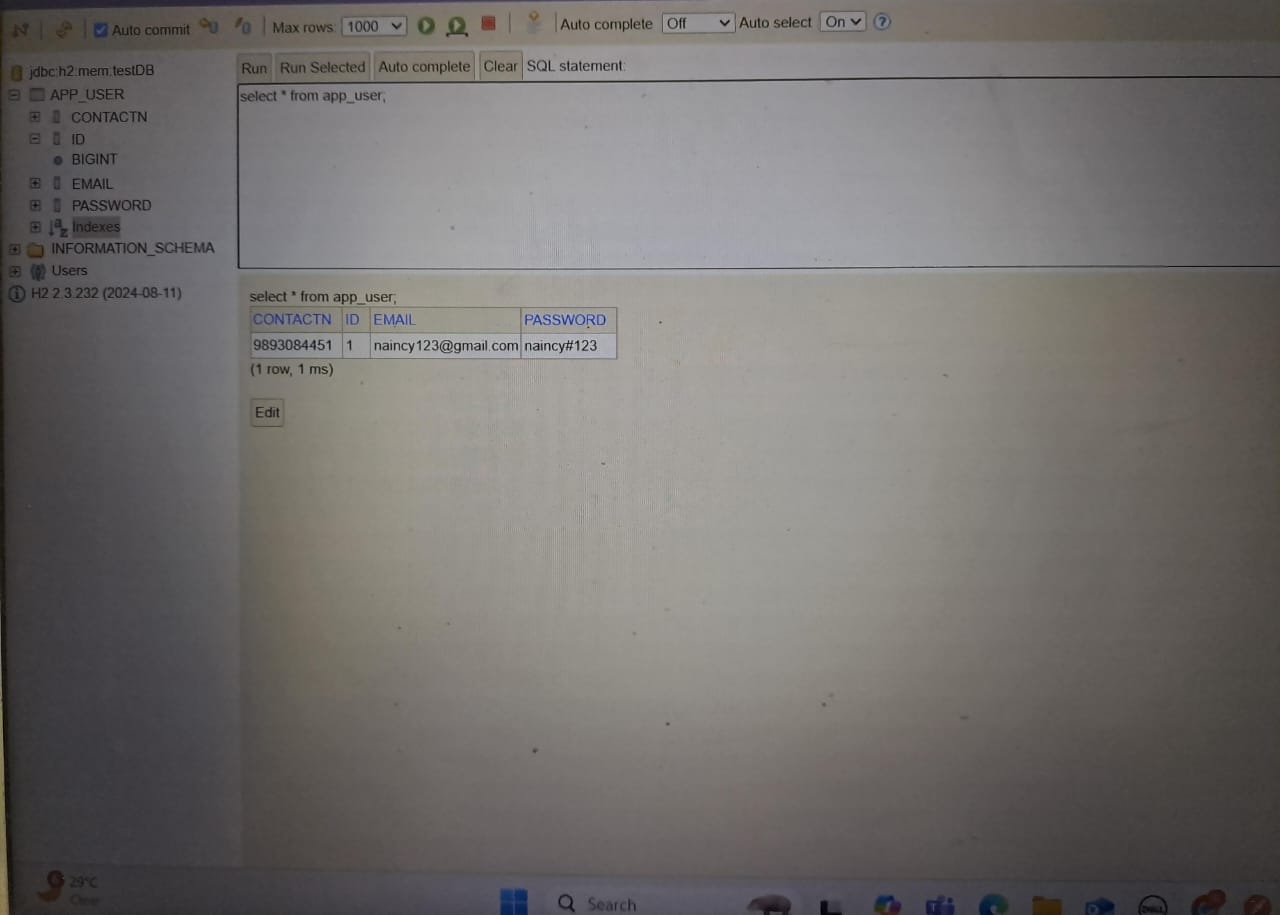 Auto commit Max rows: 1000 Auto complete Off Auto select On ?
jdbc:h2:mem:testDB
APP_USER
CONTACTN
ID
BIGINT
EMAIL
PASSWORD
Indexes
INFORMATION_SCHEMA
Users
H2 2.3.232 (2024-08-11)
Run Run Selected Auto complete Clear SQL statement:
select * from app_user;
select * from app_user;
CONTACTN ID EMAIL PASSWORD
9893084451 1 naincy123@gmail.com naincy#123
(1 row, 1 ms)
Edit
29°C
Clear
Search
DELL